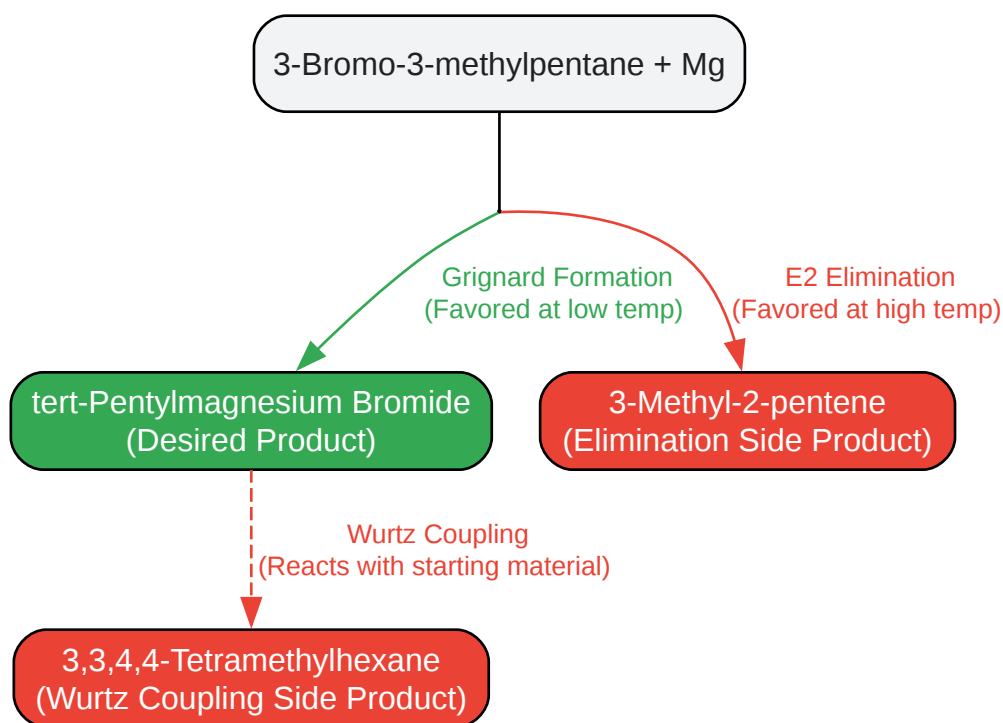 3-Bromo-3-methylpentane + Mg
Grignard Formation
(Favored at low temp)
E2 Elimination
(Favored at high temp)
tert-Pentylmagnesium Bromide
(Desired Product)
3-Methyl-2-pentene
(Elimination Side Product)
Wurtz Coupling
(Reacts with starting material)
3,3,4,4-Tetramethylhexane
(Wurtz Coupling Side Product)